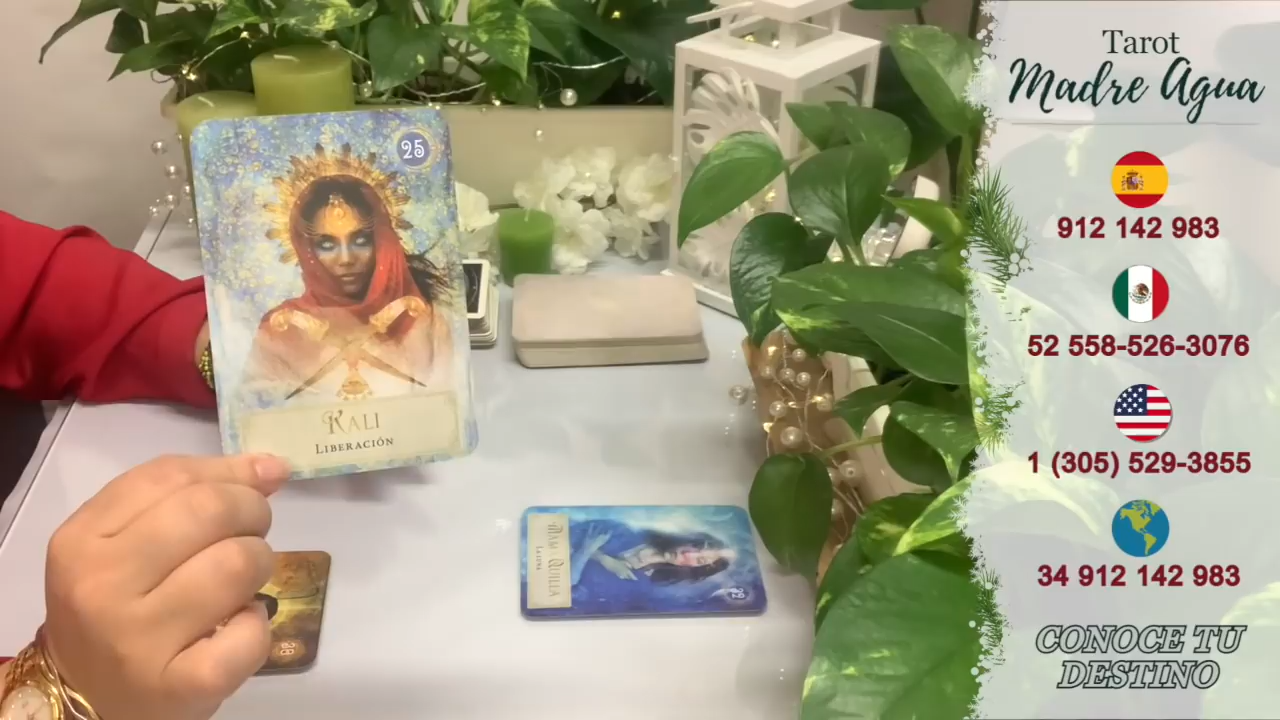 25
KALI
LIBERACIÓN
MAMA QUILLA
LA LUNA
Tarot
Madre Agua
912 142 983
52 558-526-3076
1 (305) 529-3855
34 912 142 983
CONOCE TU
DESTINO